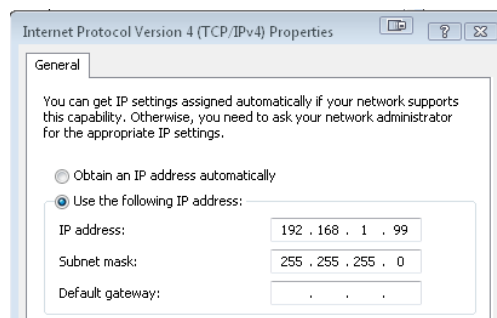 Internet Protocol Version 4 (TCP/IPv4) Properties
General
You can get IP settings assigned automatically if your network supports
this capability. Otherwise, you need to ask your network administrator
for the appropriate IP settings.
Obtain an IP address automatically
Use the following IP address:
IP address: 192 . 168 . 1 . 99
Subnet mask: 255 . 255 . 255 . 0
Default gateway: . . .